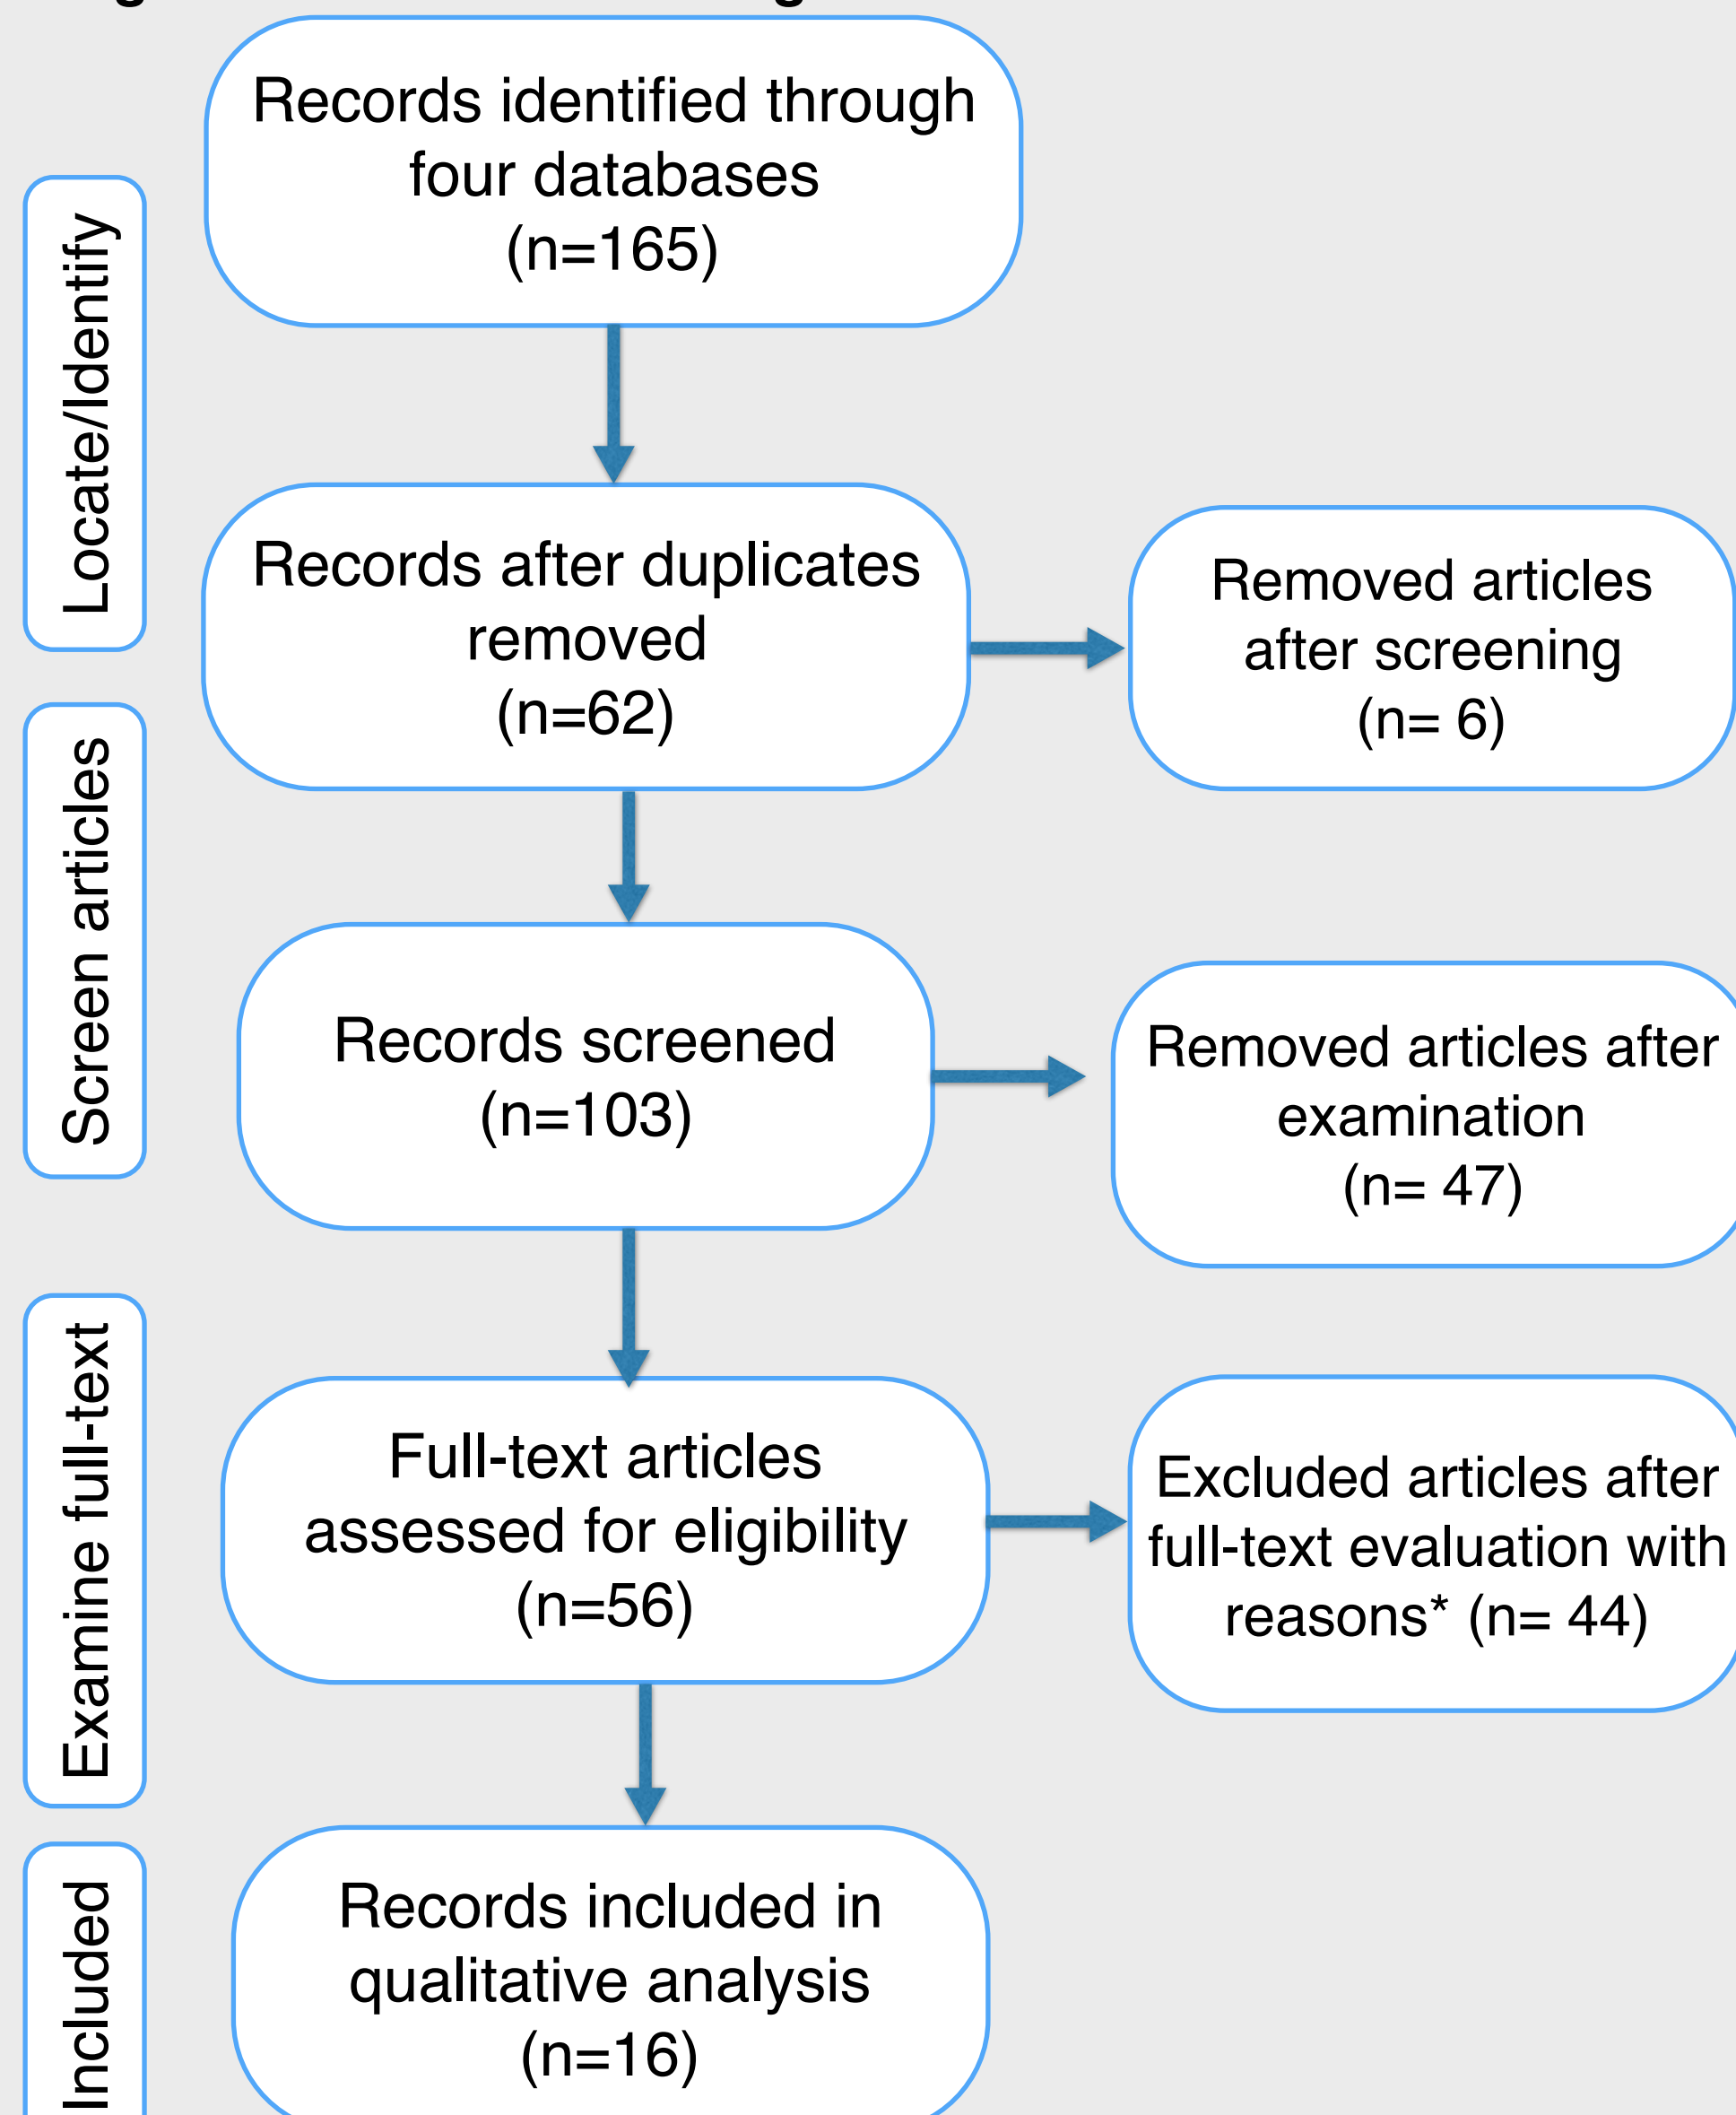 Locate/Identify
Records identified through
four databases
(n=165)
Records after duplicates
removed
(n=62)
Removed articles
after screening
(n= 6)
Screen articles
Records screened
(n=103)
Removed articles after
examination
(n= 47)
Examine full-text
Full-text articles
assessed for eligibility
(n=56)
Excluded articles after
full-text evaluation with
reasons* (n= 44)
Included
Records included in
qualitative analysis
(n=16)